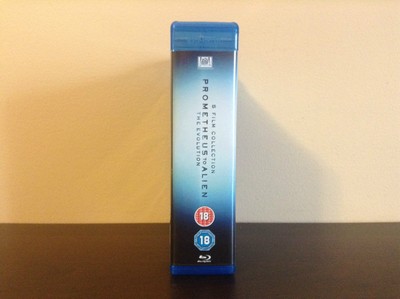 8 FILM COLLECTION
PROMETHEUS TO ALIEN
THE EVOLUTION
18
18
BLU-RAY